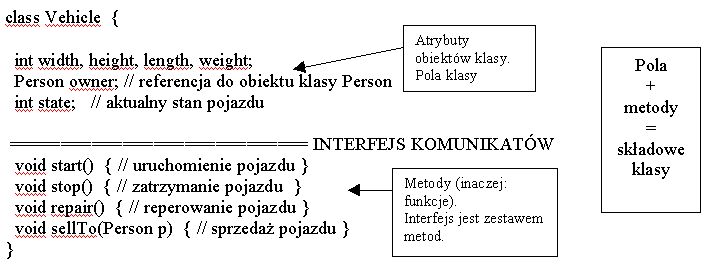 class Vehicle {
int width, height, length, weight;
Person owner; // referencja do obiektu klasy Person
int state; // aktualny stan pojazdu
Atrybuty
obiektów klasy.
Pola klasy
======================== INTERFEJS KOMUNIKATÓW
void start() { // uruchomienie pojazdu }
void stop() { // zatrzymanie pojazdu }
void repair() { // reperowanie pojazdu }
void sellTo(Person p) { // sprzedaż pojazdu }
}
Metody (inaczej:
funkcje).
Interfejs jest zestawem
metod.
Pola
+
metody
=
składowe
klasy